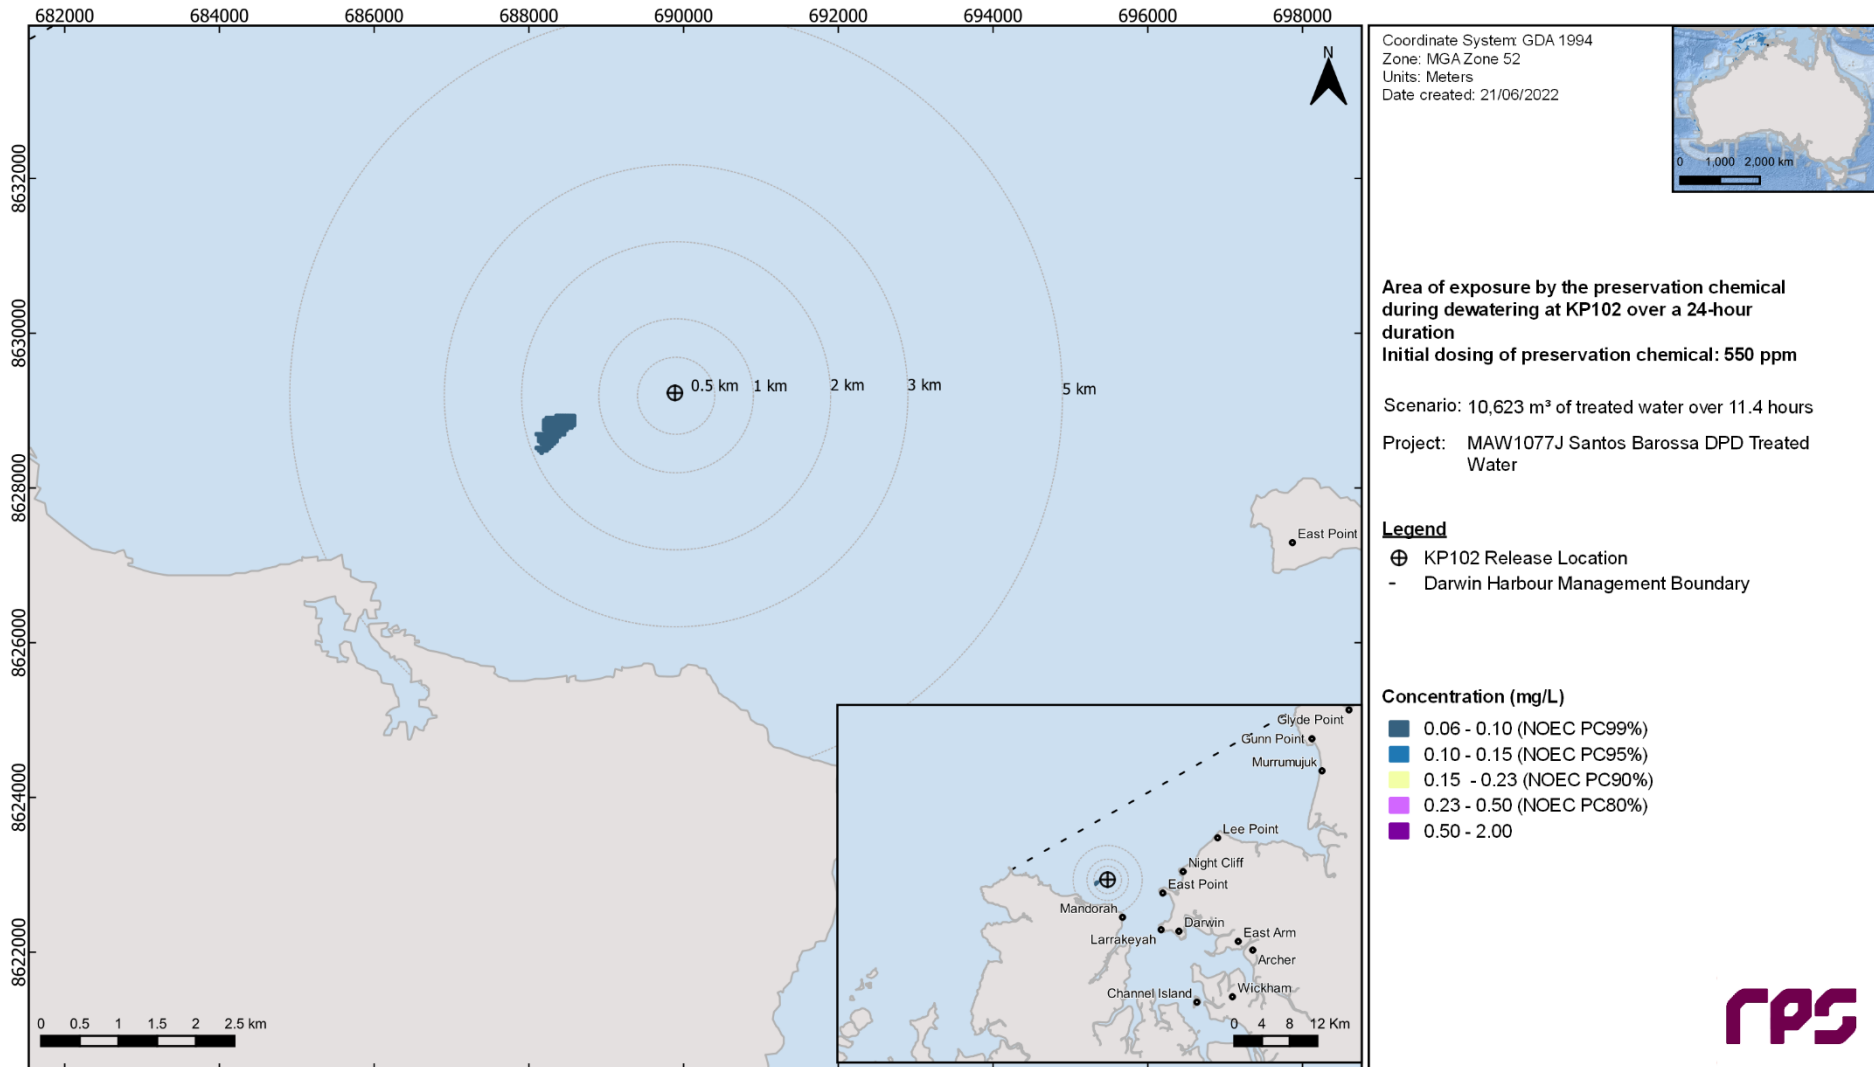 682000 684000 686000 688000 690000 692000 694000 696000 698000
8632000
8630000
8628000
8626000
8624000
8622000
N
0.5 km 1 km 2 km 3 km 5 km
East Point
0 0.5 1 1.5 2 2.5 km
Glyde Point
Gunn Point
Murrumujuk
Lee Point
Night Cliff
East Point
Mandorah
Darwin
Larrakeyah
East Arm
Archer
Wickham
Channel Island
0 4 8 12 Km
Coordinate System: GDA 1994
Zone: MGA Zone 52
Units: Meters
Date created: 21/06/2022
0 1,000 2,000 km
Area of exposure by the preservation chemical
during dewatering at KP102 over a 24-hour
duration
Initial dosing of preservation chemical: 550 ppm
Scenario: 10,623 m³ of treated water over 11.4 hours
Project: MAW1077J Santos Barossa DPD Treated
Water
Legend
KP102 Release Location
Darwin Harbour Management Boundary
Concentration (mg/L)
0.06 - 0.10 (NOEC PC99%)
0.10 - 0.15 (NOEC PC95%)
0.15 - 0.23 (NOEC PC90%)
0.23 - 0.50 (NOEC PC80%)
0.50 - 2.00
rps